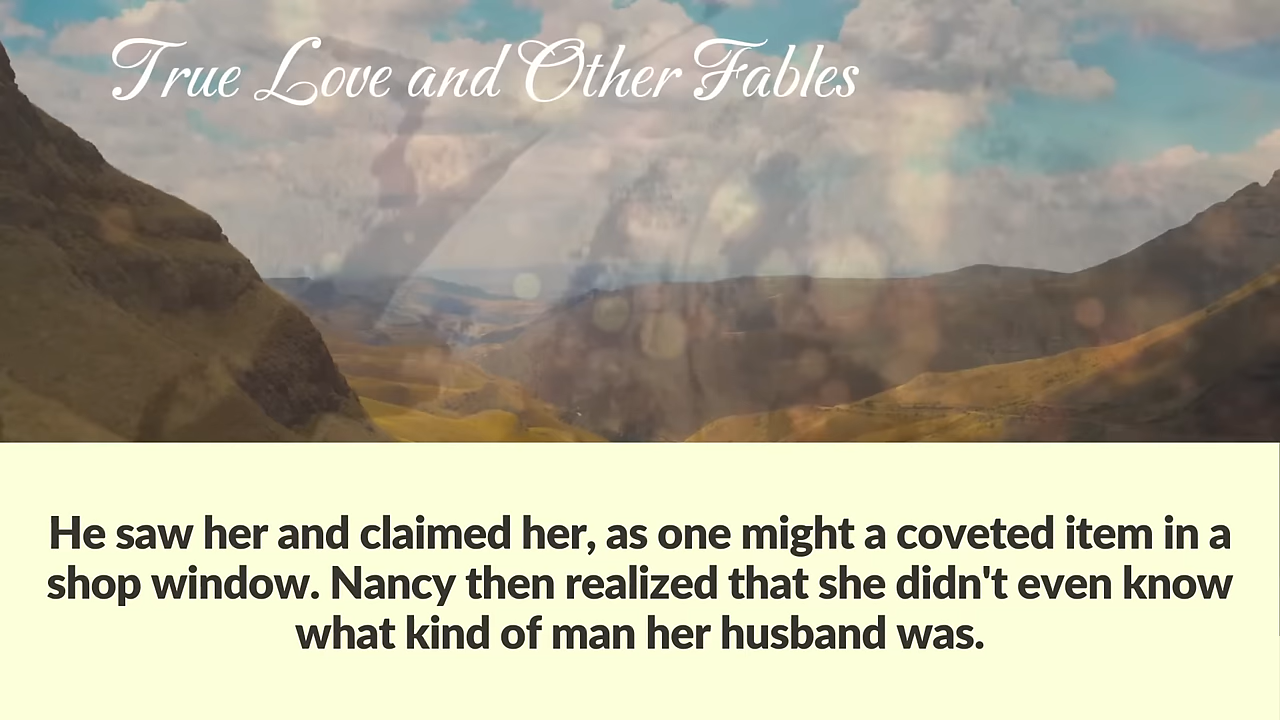 True Love and Other Fables
He saw her and claimed her, as one might a coveted item in a
shop window. Nancy then realized that she didn't even know
what kind of man her husband was.